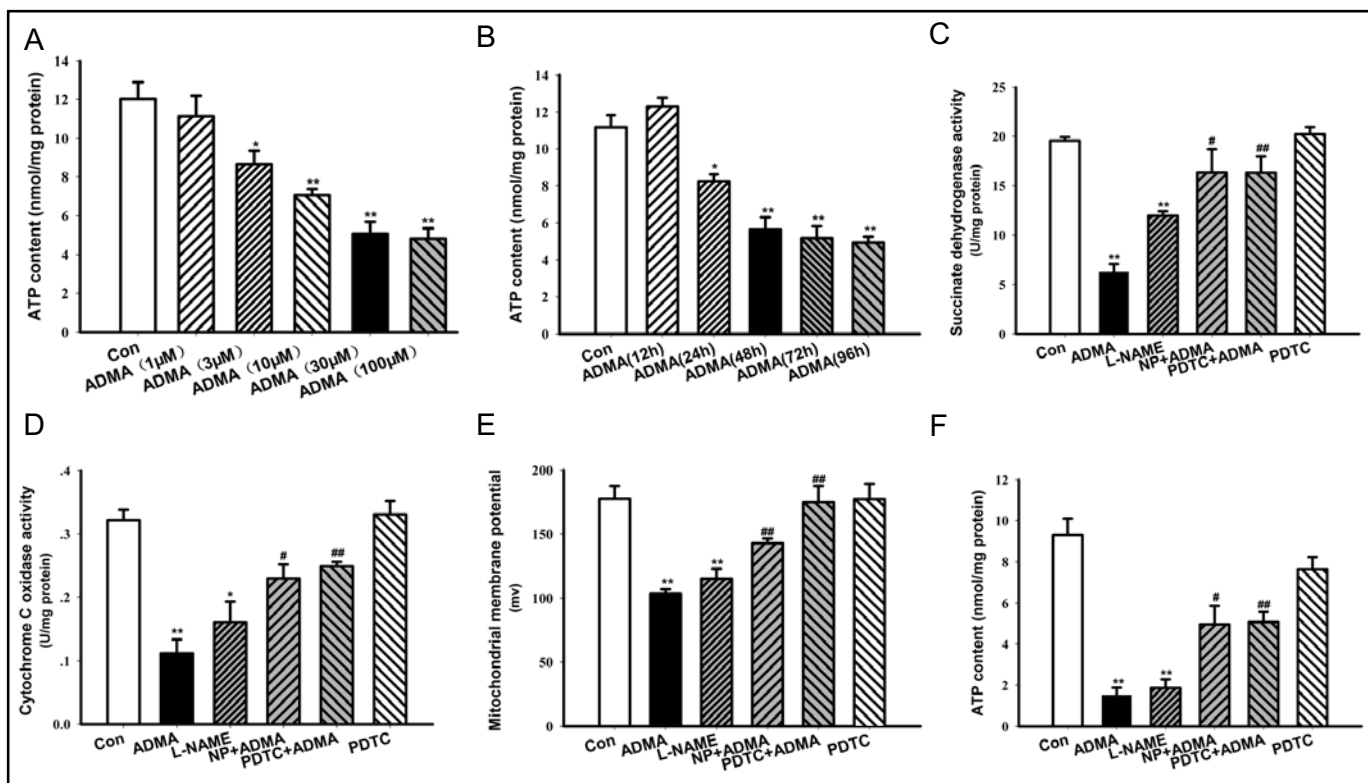 A
ATP content (nmol/mg protein)
14
12
10
8
6
4
2
0
*
**
**
**
Con
ADMA (1μM)
ADMA (3μM)
ADMA (10μM)
ADMA (30μM)
ADMA (100μM)
B
ATP content (nmol/mg protein)
14
12
10
8
6
4
2
0
*
**
**
**
Con
ADMA(12h)
ADMA(24h)
ADMA(48h)
ADMA(72h)
ADMA(96h)
C
Succinate dehydrogenase activity
(U/mg protein)
25
20
15
10
5
0
**
**
#
##
Con
ADMA
L-NAME
NP+ADMA
PDTC+ADMA
PDTC
D
Cytochrome C oxidase activity
(U/mg protein)
.4
.3
.2
.1
0.0
**
*
#
##
Con
ADMA
L-NAME
NP+ADMA
PDTC+ADMA
PDTC
E
Mitochondrial membrane potential
(mv)
200
150
100
50
0
**
**
##
##
Con
ADMA
L-NAME
NP+ADMA
PDTC+ADMA
PDTC
F
ATP content (nmol/mg protein)
12
10
8
6
4
2
0
**
**
#
##
Con
ADMA
L-NAME
NP+ADMA
PDTC+ADMA
PDTC